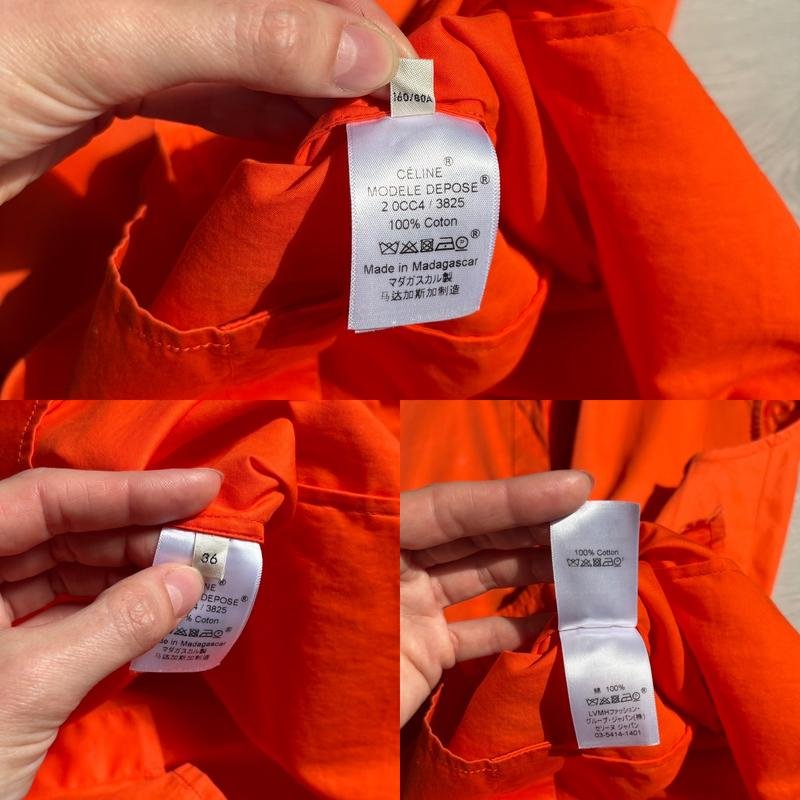 160/80A
CÉLINE®
MODELE DEPOSE®
2 0CC4 / 3825
100% Coton
®
Made in Madagascar
マダガスカル製
马达加斯加制造
36
NE®
DEPOSE®
4 / 3825
% Coton
®
de in Madagascar
マダガスカル製
马达加斯加制造
100% Cotton
®
綿 100%
®
LVMHファッション・
グループ・ジャパン(株)
セリーヌ ジャパン
03-5414-1401